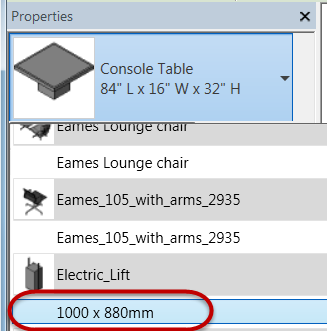 Properties
Console Table
84" L x 16" W x 32" H
Eames Lounge chair
Eames Lounge chair
Eames_105_with_arms_2935
Eames_105_with_arms_2935
Electric_Lift
1000 x 880mm